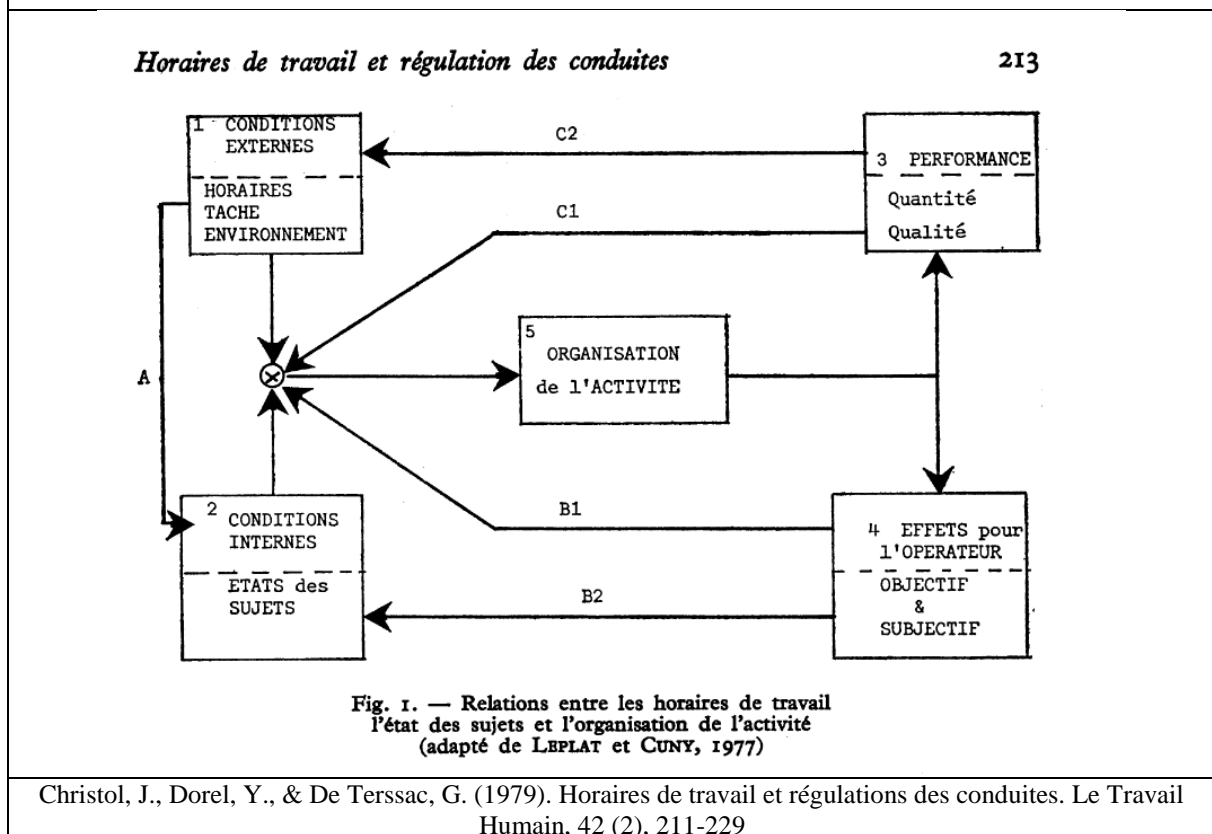 Horaires de travail et régulation des conduites 213
1 CONDITIONS
EXTERNES
HORAIRES
TACHE
ENVIRONNEMENT
C2
3 PERFORMANCE
Quantité
Qualité
C1
A
5
ORGANISATION
de l'ACTIVITE
2
CONDITIONS
INTERNES
ETATS des
SUJETS
B1
B2
4 EFFETS pour
l'OPERATEUR
OBJECTIF
&
SUBJECTIF
Fig. 1. — Relations entre les horaires de travail
l'état des sujets et l'organisation de l'activité
(adapté de LEPLAT et CUNY, 1977)
Christol, J., Dorel, Y., & De Terssac, G. (1979). Horaires de travail et régulations des conduites. Le Travail
Humain, 42 (2), 211-229